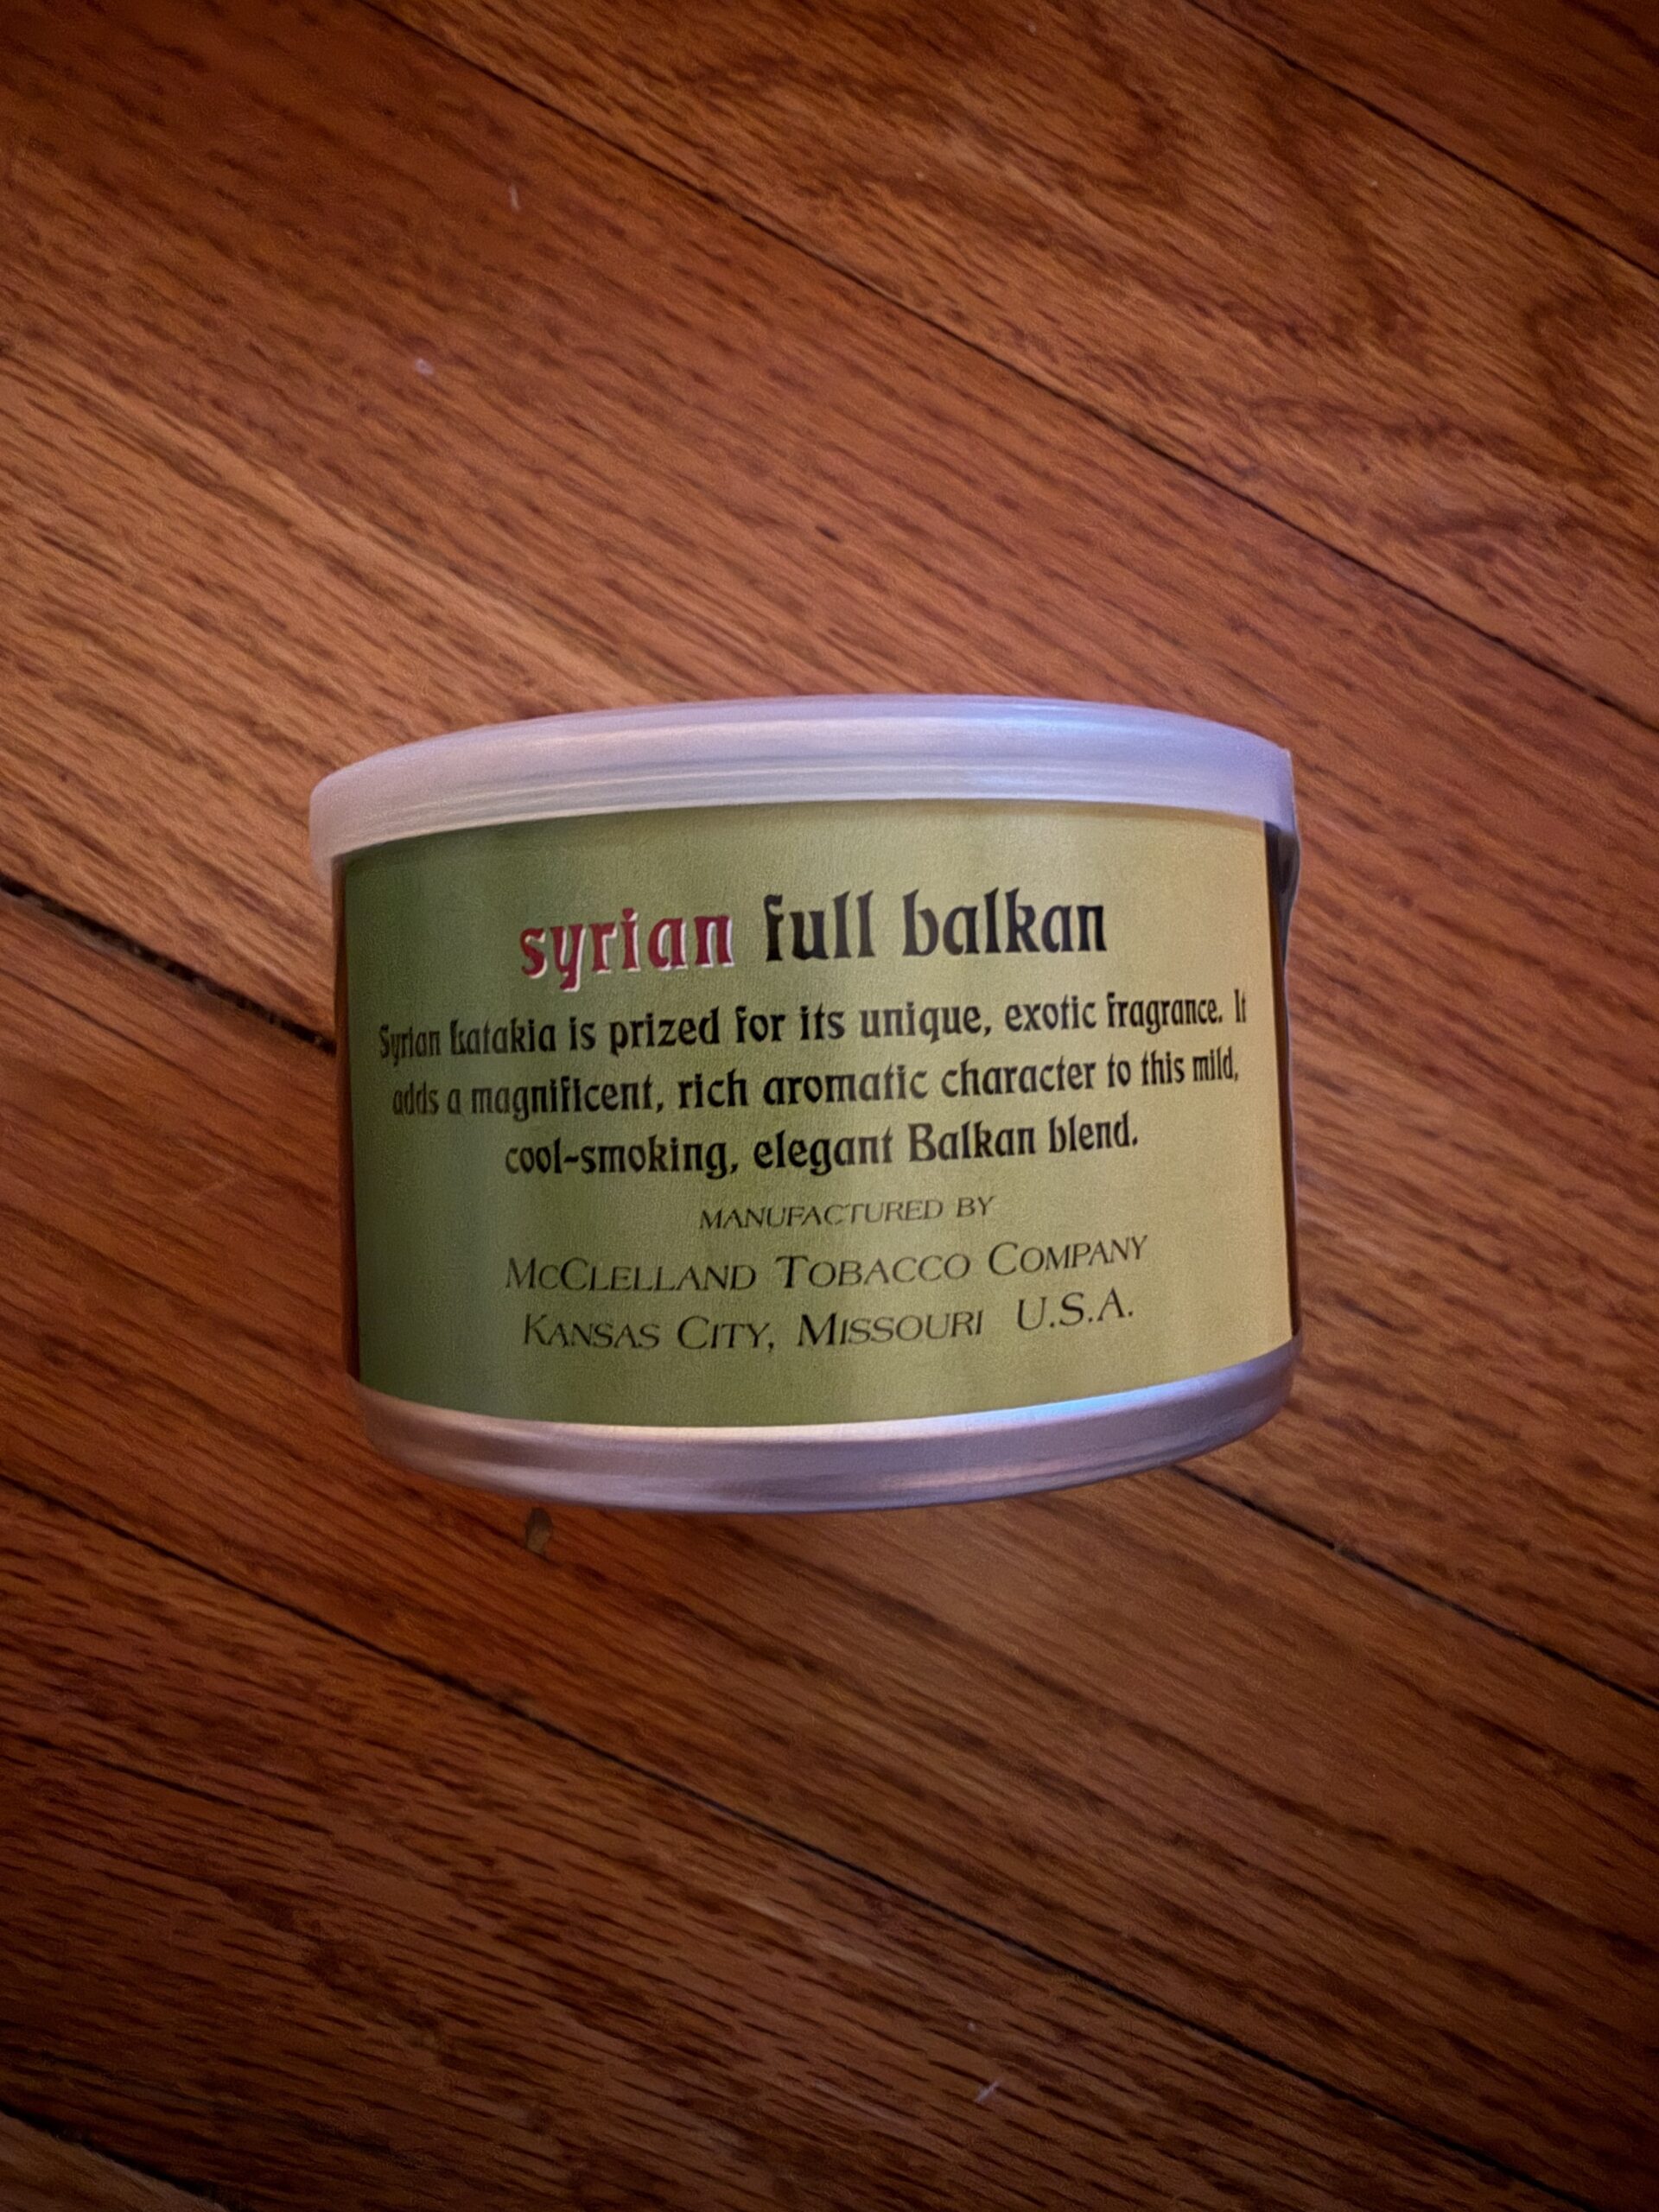 syrian full balkan
Syrian Latakia is prized for its unique, exotic fragrance. It
adds a magnificent, rich aromatic character to this mild,
cool-smoking, elegant Balkan blend.
MANUFACTURED BY
MCCLELLAND TOBACCO COMPANY
KANSAS CITY, MISSOURI U.S.A.